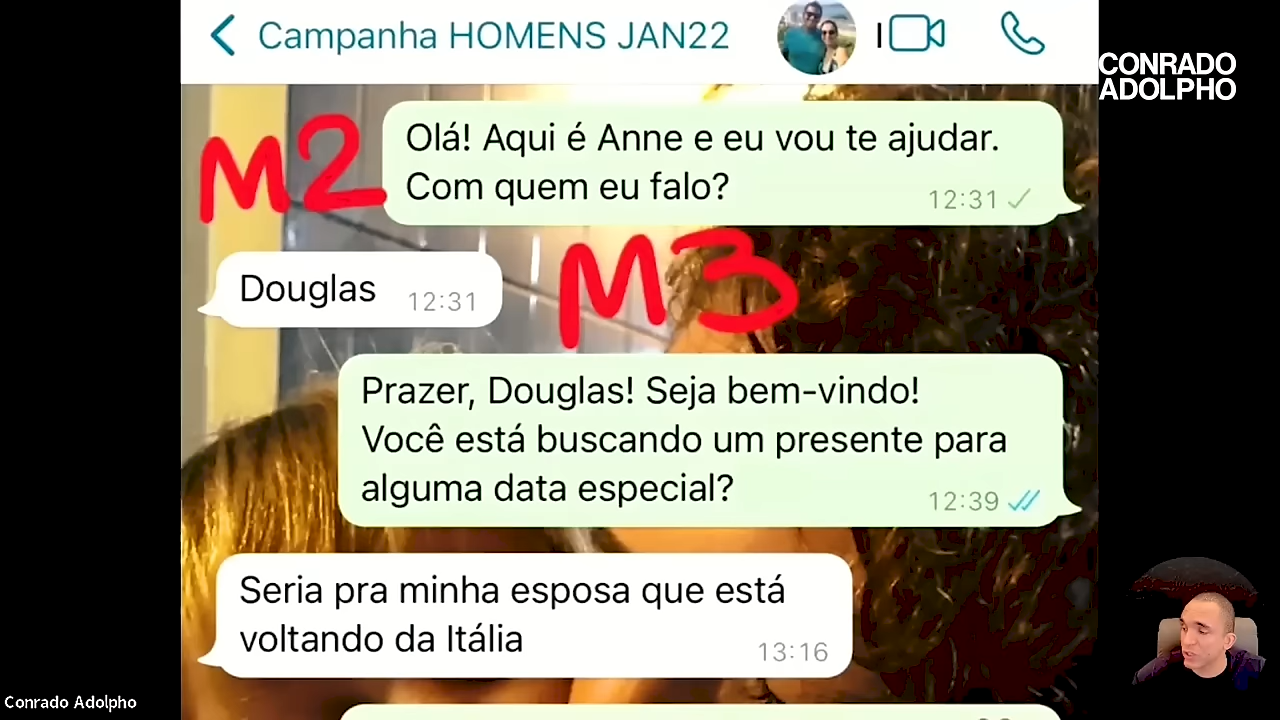 Campanha HOMENS JAN22
CONRADO
ADOLPHO
M2
Olá! Aqui é Anne e eu vou te ajudar.
Com quem eu falo?
12:31
Douglas
12:31
M3
Prazer, Douglas! Seja bem-vindo!
Você está buscando um presente para
alguma data especial?
12:39
Seria pra minha esposa que está
voltando da Itália
13:16
Conrado Adolpho